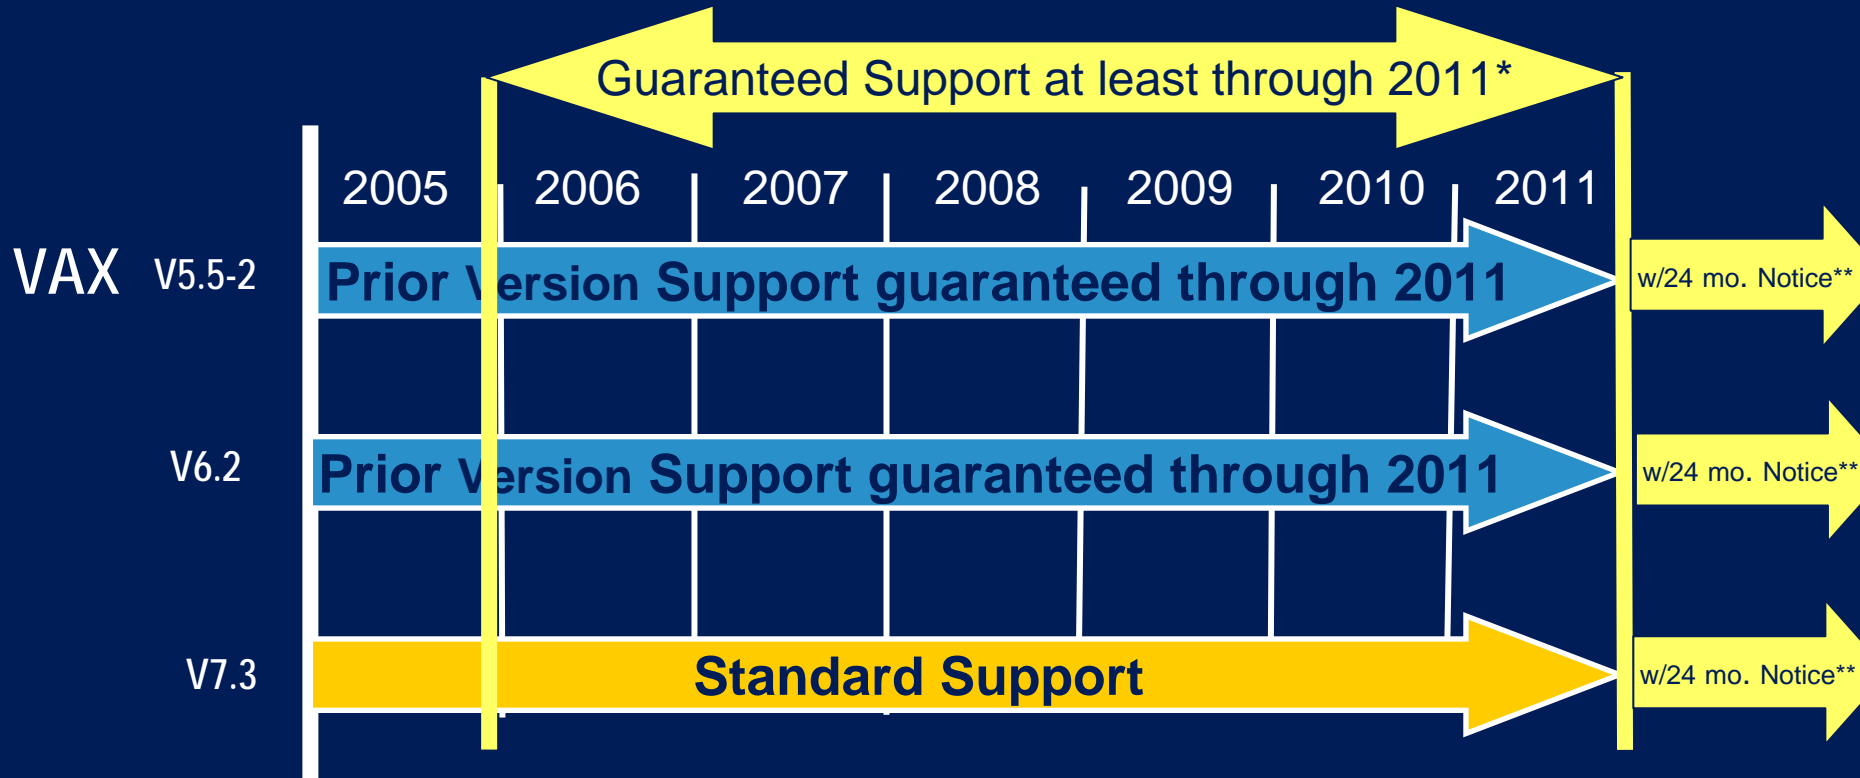 Guaranteed Support at least through 2011*
2005 2006 2007 2008 2009 2010 2011
VAX V5.5-2 Prior Version Support guaranteed through 2011 w/24 mo. Notice**
V6.2 Prior Version Support guaranteed through 2011 w/24 mo. Notice**
V7.3 Standard Support w/24 mo. Notice**